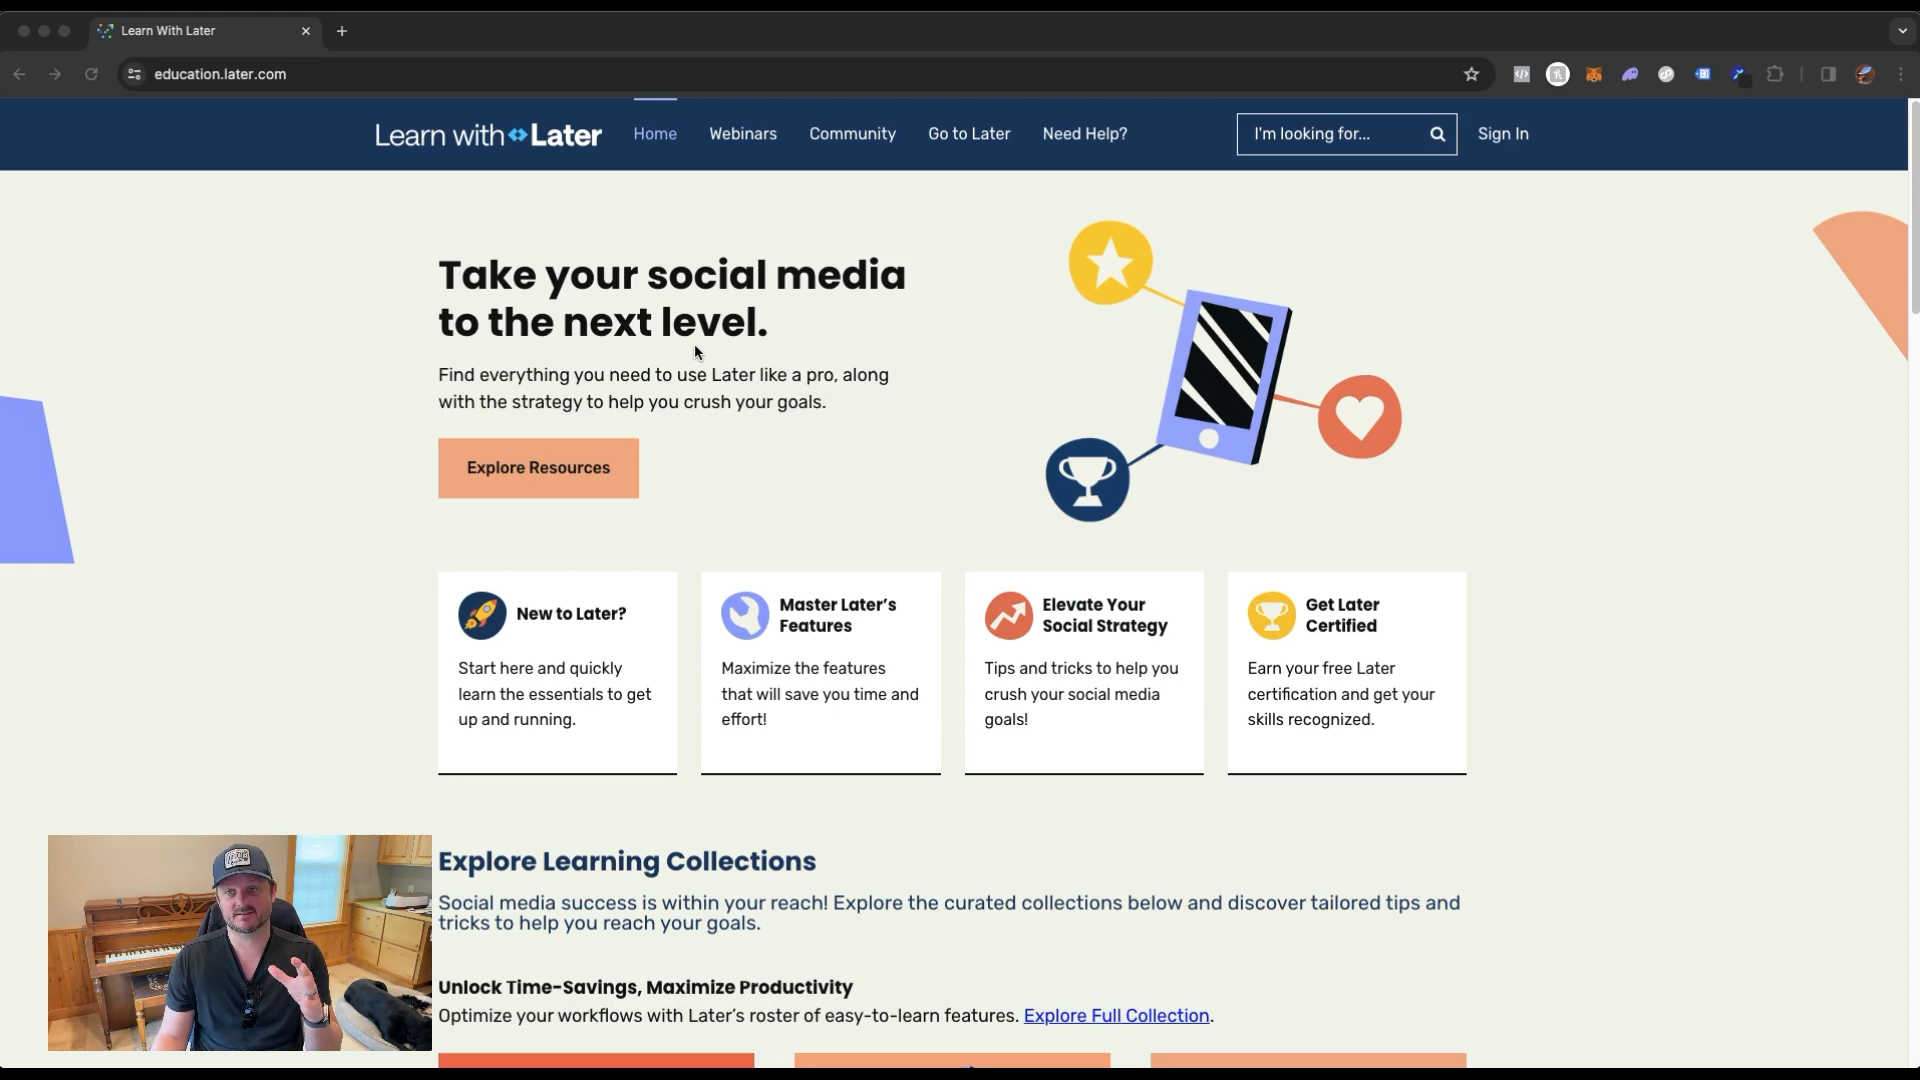 Learn With Later
education.later.com
Learn with Later
Home
Webinars
Community
Go to Later
Need Help?
I'm looking for...
Sign In
Take your social media
to the next level.
Find everything you need to use Later like a pro, along
with the strategy to help you crush your goals.
Explore Resources
New to Later?
Start here and quickly
learn the essentials to get
up and running.
Master Later's
Features
Maximize the features
that will save you time and
effort!
Elevate Your
Social Strategy
Tips and tricks to help you
crush your social media
goals!
Get Later
Certified
Earn your free Later
certification and get your
skills recognized.
Explore Learning Collections
Social media success is within your reach! Explore the curated collections below and discover tailored tips and
tricks to help you reach your goals.
Unlock Time-Savings, Maximize Productivity
Optimize your workflows with Later's roster of easy-to-learn features. Explore Full Collection.